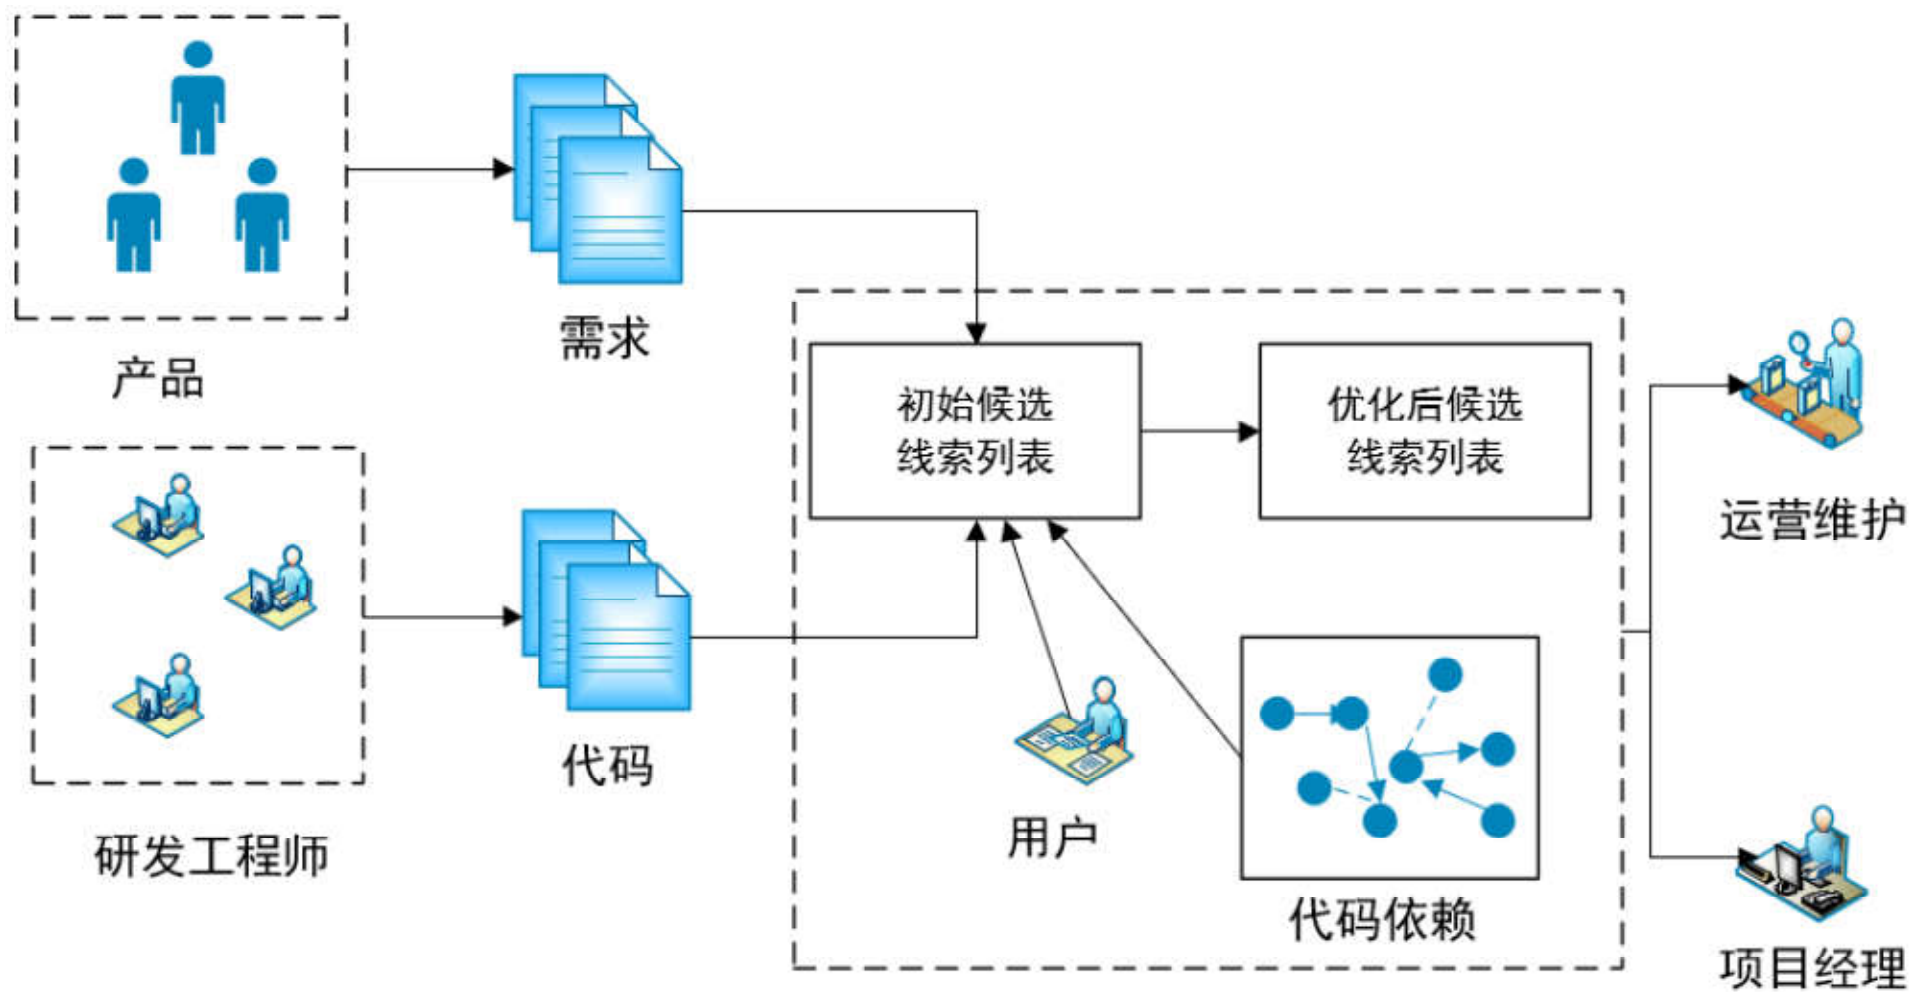 产品
需求
初始候选
线索列表
优化后候选
线索列表
运营维护
研发工程师
代码
用户
代码依赖
项目经理